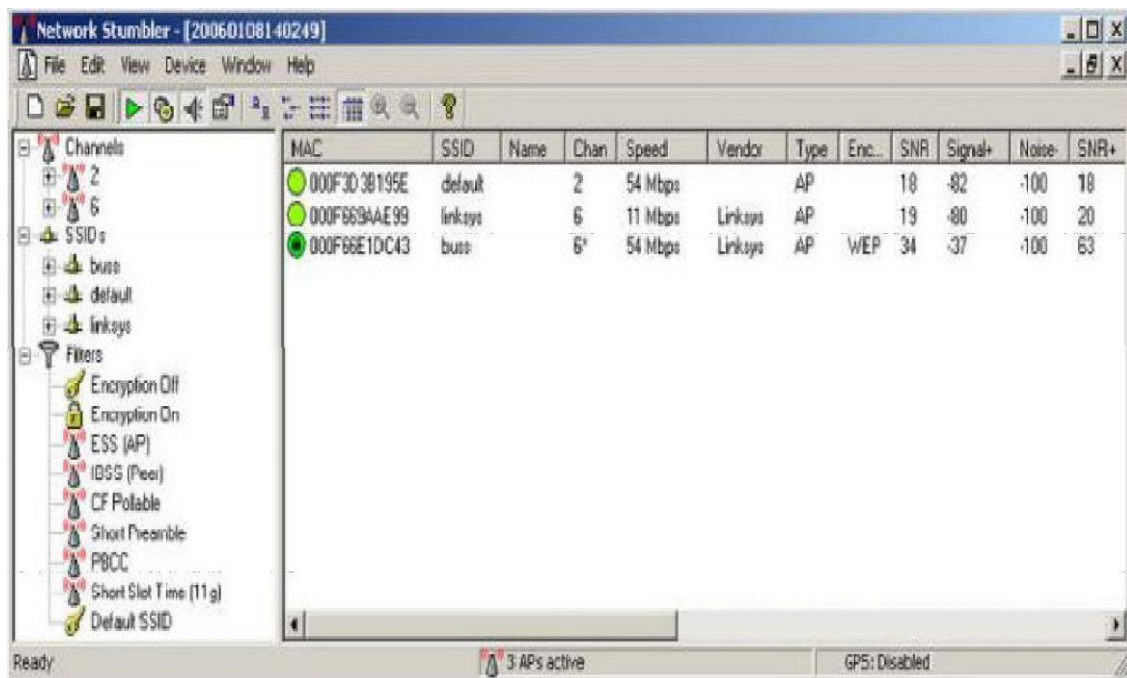 Network Stumbler - [20060108140249]
File Edit View Device Window Help
Channels
2
6
SSIDs
buss
default
linksys
Filters
Encryption Off
Encryption On
ESS (AP)
IBSS (Peer)
CF Pollable
Short Preamble
PBCC
Short Slot Time (11g)
Default SSID
MAC SSID Name Chan Speed Vendor Type Enc... SNR Signal+ Noise- SNR+
000F3D38195E default 2 54 Mbps AP 18 -82 -100 18
000F669AAE99 linksys 6 11 Mbps Linksys AP 19 -80 -100 20
000F66E1DC43 buss 6* 54 Mbps Linksys AP WEP 34 -37 -100 63
Ready 3 APs active GPS: Disabled